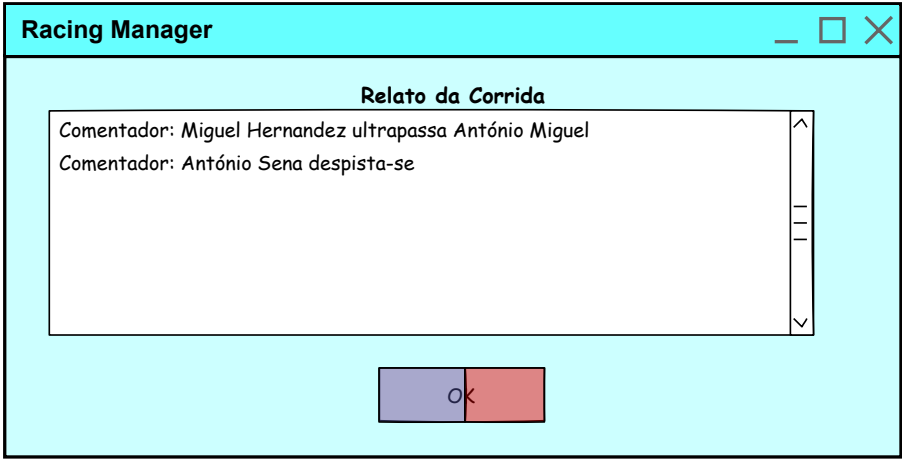 Racing Manager
Relato da Corrida
Comentador: Miguel Hernandez ultrapassa António Miguel
Comentador: António Sena despista-se
OK